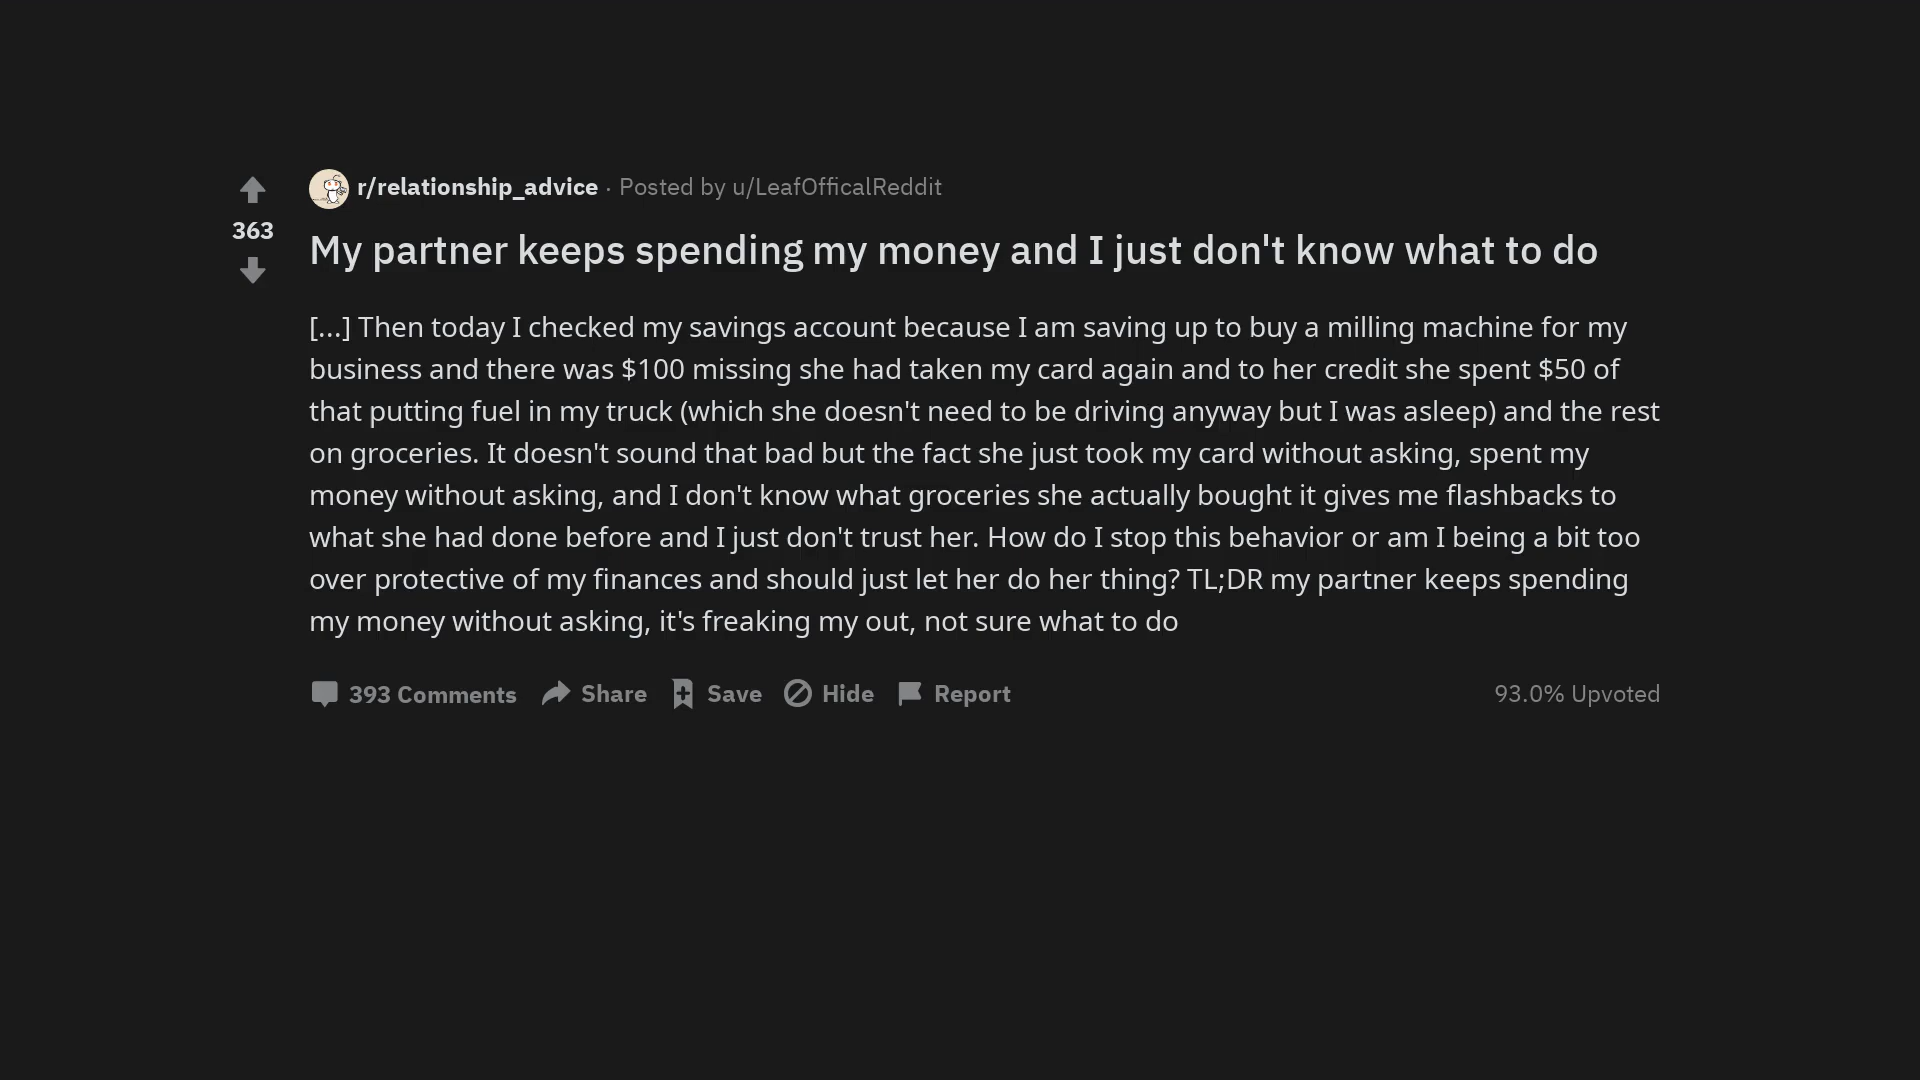 r/relationship_advice · Posted by u/LeafOfficalReddit
363
My partner keeps spending my money and I just don't know what to do
[...] Then today I checked my savings account because I am saving up to buy a milling machine for my
business and there was $100 missing she had taken my card again and to her credit she spent $50 of
that putting fuel in my truck (which she doesn't need to be driving anyway but I was asleep) and the rest
on groceries. It doesn't sound that bad but the fact she just took my card without asking, spent my
money without asking, and I don't know what groceries she actually bought it gives me flashbacks to
what she had done before and I just don't trust her. How do I stop this behavior or am I being a bit too
over protective of my finances and should just let her do her thing? TL;DR my partner keeps spending
my money without asking, it's freaking my out, not sure what to do
393 Comments Share Save Hide Report 93.0% Upvoted